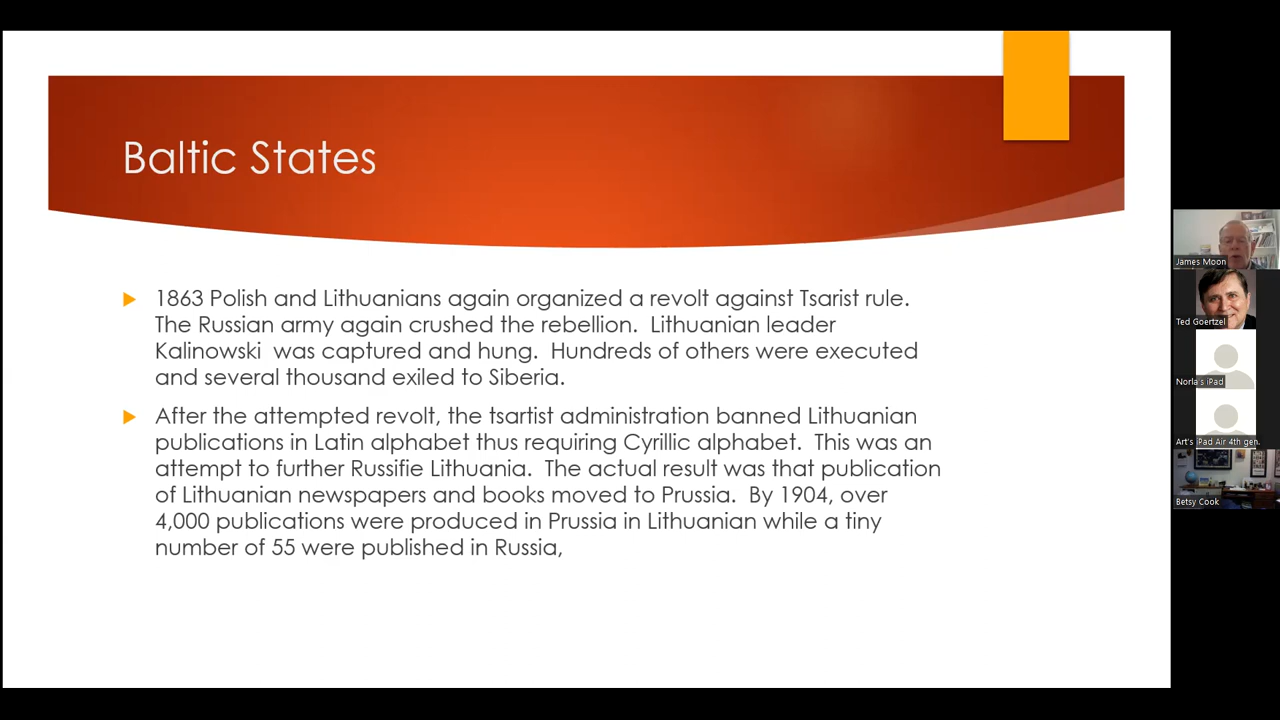 Baltic States
1863 Polish and Lithuanians again organized a revolt against Tsarist rule.
The Russian army again crushed the rebellion.  Lithuanian leader
Kalinowski  was captured and hung.  Hundreds of others were executed
and several thousand exiled to Siberia.
After the attempted revolt, the tsartist administration banned Lithuanian
publications in Latin alphabet thus requiring Cyrillic alphabet.  This was an
attempt to further Russifie Lithuania.  The actual result was that publication
of Lithuanian newspapers and books moved to Prussia.  By 1904, over
4,000 publications were produced in Prussia in Lithuanian while a tiny
number of 55 were published in Russia,
James Moon
Ted Goertzel
Norla's iPad
Art's iPad Air 4th gen.
Betsy Cook